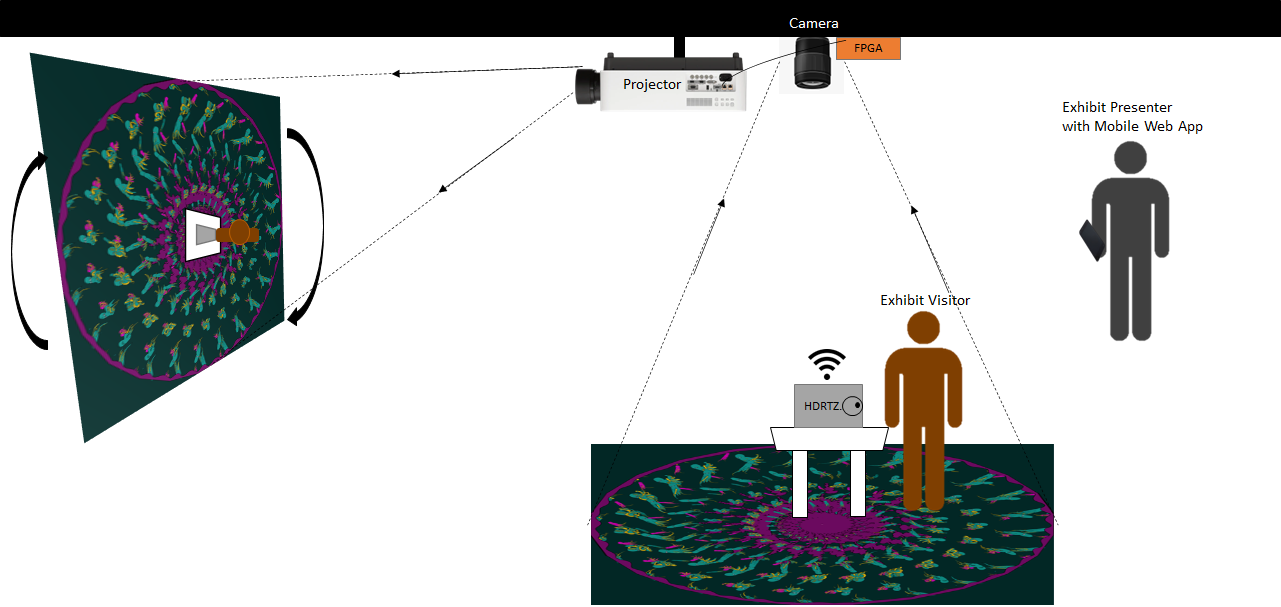 Camera
FPGA
Projector
Exhibit Presenter
with Mobile Web App
Exhibit Visitor
HDRTZ.